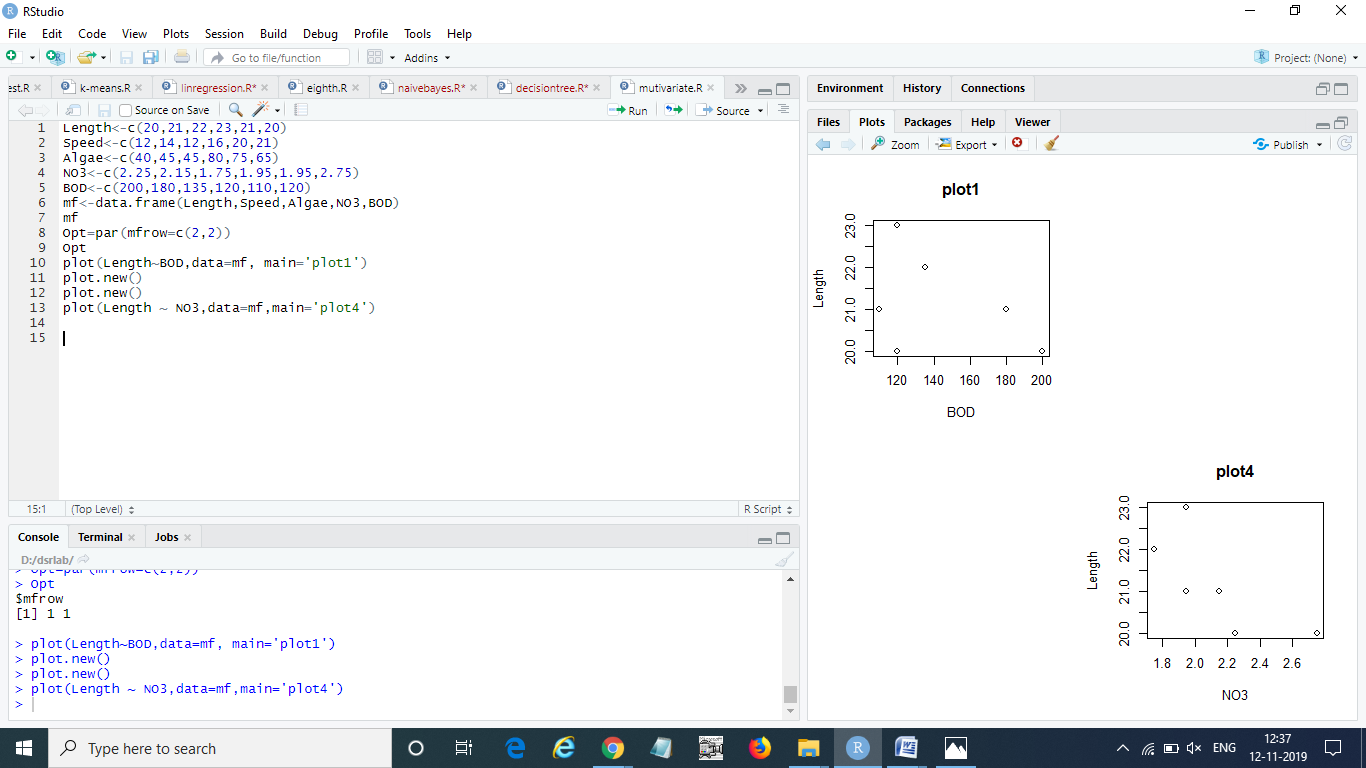 RStudio
File Edit Code View Plots Session Build Debug Profile Tools Help
Go to file/function Addins Project: (None)
est.R k-means.R linregression.R* eighth.R naivebayes.R* decisiontree.R* mutivariate.R
Source on Save Run Source
1 Length<-c(20,21,22,23,21,20)
2 Speed<-c(12,14,12,16,20,21)
3 Algae<-c(40,45,45,80,75,65)
4 NO3<-c(2.25,2.15,1.75,1.95,1.95,2.75)
5 BOD<-c(200,180,135,120,110,120)
6 mf<-data.frame(Length,Speed,Algae,NO3,BOD)
7 mf
8 Opt=par(mfrow=c(2,2))
9 Opt
10 plot(Length~BOD,data=mf, main='plot1')
11 plot.new()
12 plot.new()
13 plot(Length ~ NO3,data=mf,main='plot4')
14
15
15:1 (Top Level) R Script
Console Terminal Jobs
D:/dsrlab/
> Opt=par(mfrow=c(2,2))
> Opt
$mfrow
[1] 1 1
> plot(Length~BOD,data=mf, main='plot1')
> plot.new()
> plot.new()
> plot(Length ~ NO3,data=mf,main='plot4')
>
Environment History Connections
Files Plots Packages Help Viewer
Zoom Export Publish
plot1
Length
23.0
22.0
21.0
20.0
120 140 160 180 200
BOD
plot4
Length
23.0
22.0
21.0
20.0
1.8 2.0 2.2 2.4 2.6
NO3
Type here to search
ENG
12:37
12-11-2019